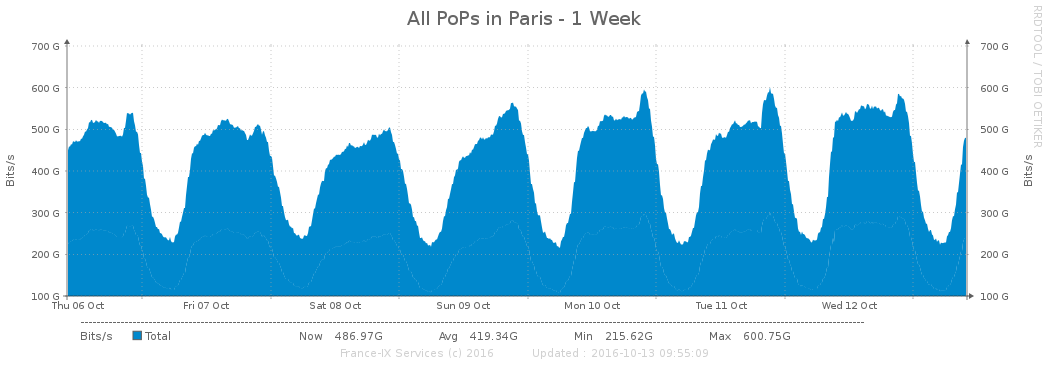 All PoPs in Paris - 1 Week
RRDTOOL / TOBI OETIKER
700 G 700 G
600 G 600 G
500 G 500 G
400 G 400 G
300 G 300 G
200 G 200 G
100 G 100 G
Bits/s
Bits/s
Thu 06 Oct Fri 07 Oct Sat 08 Oct Sun 09 Oct Mon 10 Oct Tue 11 Oct Wed 12 Oct
Bits/s Total Now 486.97G Avg 419.34G Min 215.62G Max 600.75G
France-IX Services (c) 2016 Updated : 2016-10-13 09:55:09